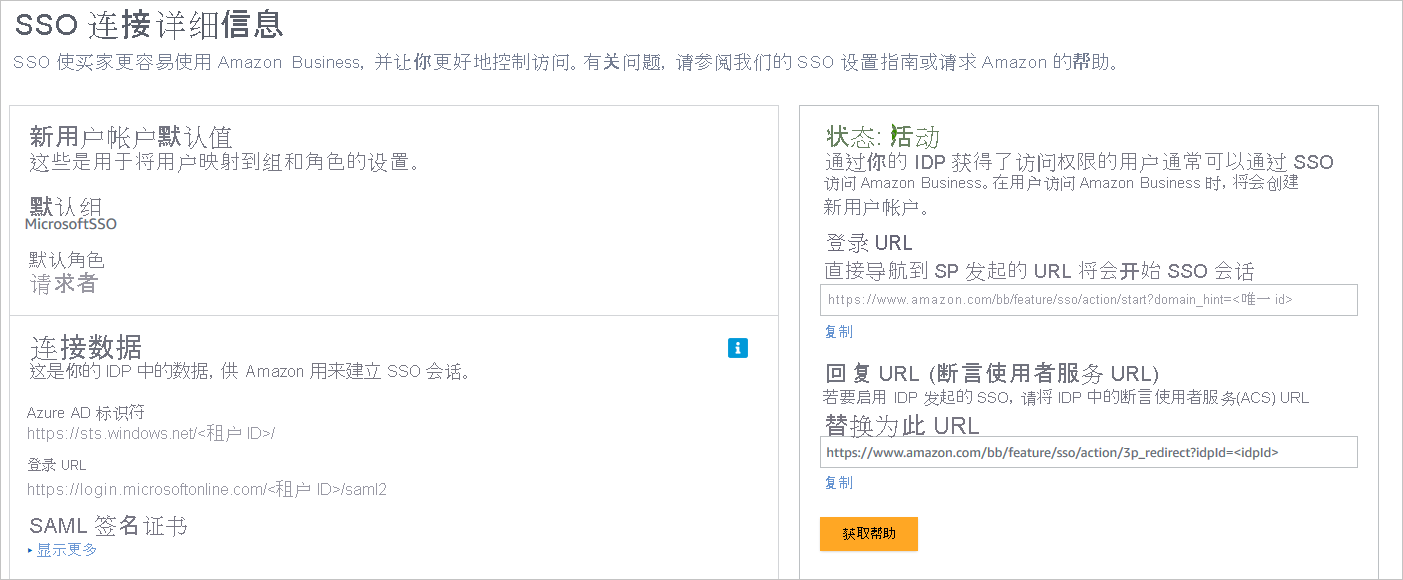 SSO 连接详细信息
SSO 使买家更容易使用 Amazon Business, 并让你更好地控制访问。有关问题, 请参阅我们的 SSO 设置指南或请求 Amazon 的帮助。
新用户帐户默认值
这些是用于将用户映射到组和角色的设置。
默认组
MicrosoftSSO
默认角色
请求者
连接数据
这是你的 IDP 中的数据, 供 Amazon 用来建立 SSO 会话。
Azure AD 标识符
https://sts.windows.net/<租户 ID>/
登录 URL
https://login.microsoftonline.com/<租户 ID>/saml2
SAML 签名证书
显示更多
状态: 活动
通过你的 IDP 获得了访问权限的用户通常可以通过 SSO
访问 Amazon Business。在用户访问 Amazon Business 时, 将会创建
新用户帐户。
登录 URL
直接导航到 SP 发起的 URL 将会开始 SSO 会话
https://www.amazon.com/bb/feature/sso/action/start?domain_hint=<唯一 id>
复制
回复 URL (断言使用者服务 URL)
若要启用 IDP 发起的 SSO, 请将 IDP 中的断言使用者服务(ACS) URL
替换为此 URL
https://www.amazon.com/bb/feature/sso/action/3p_redirect?idpId=<idpId>
复制
获取帮助